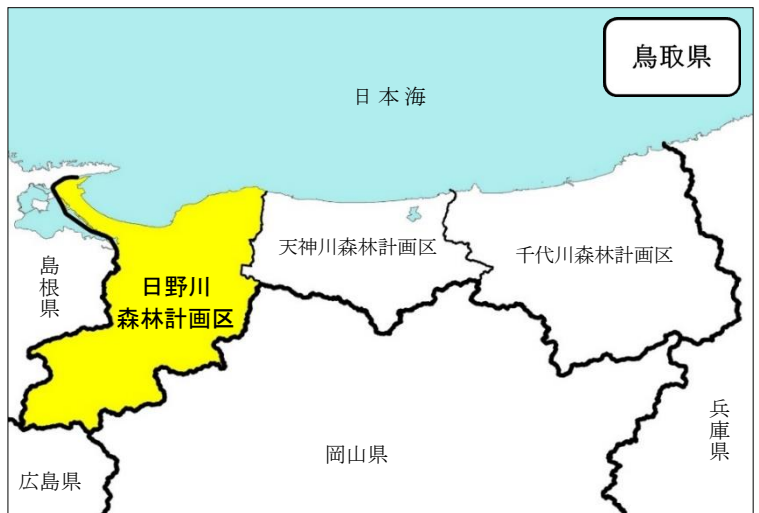 鳥取県
日本海
天神川森林計画区
千代川森林計画区
島根県
日野川
森林計画区
兵庫県
岡山県
広島県